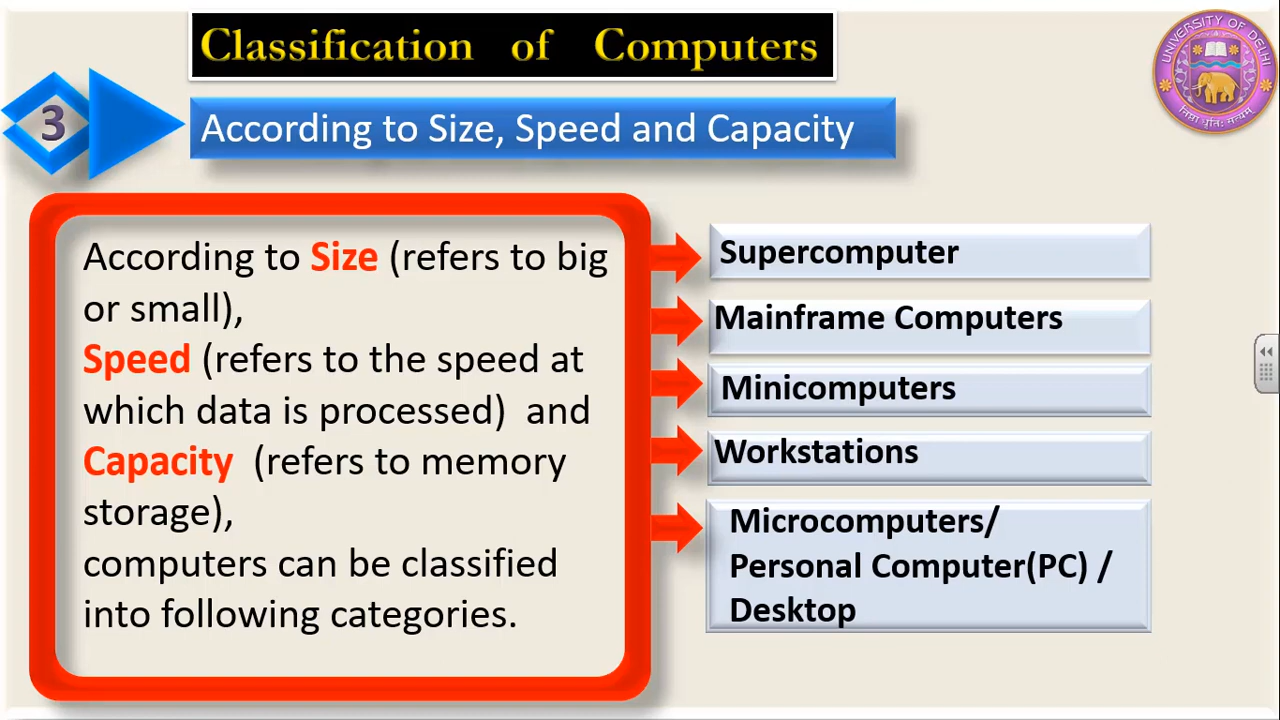 Classification of Computers
UNIVERSITY OF DELHI
निष्ठा धृति: सत्यम्
3
According to Size, Speed and Capacity
According to Size (refers to big
or small),
Speed (refers to the speed at
which data is processed) and
Capacity (refers to memory
storage),
computers can be classified
into following categories.
Supercomputer
Mainframe Computers
Minicomputers
Workstations
Microcomputers/
Personal Computer(PC) /
Desktop